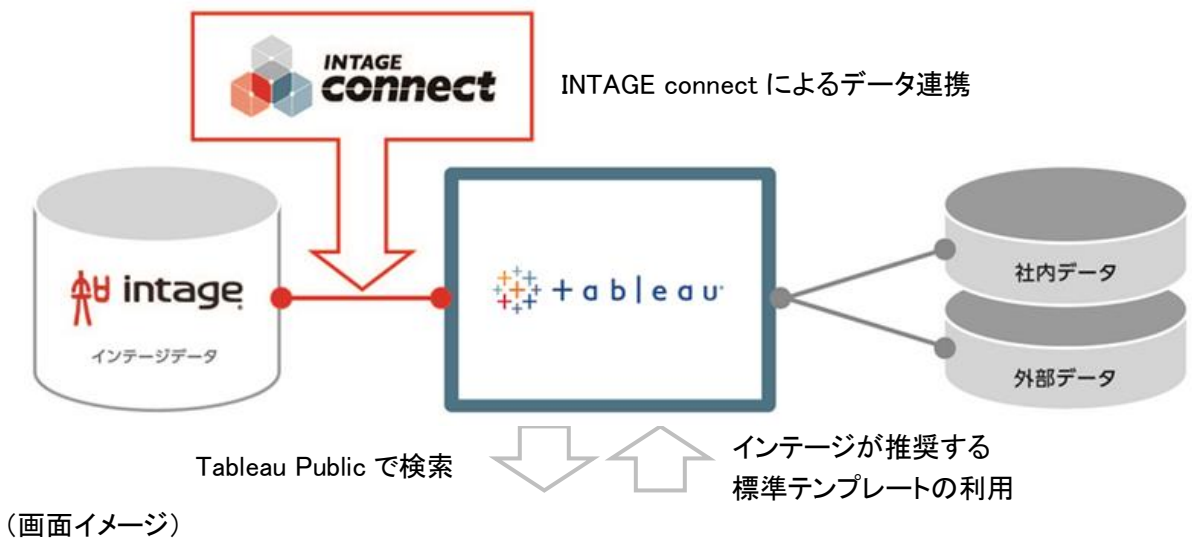 INTAGE
connect
INTAGE connect によるデータ連携
intage
インテージデータ
+ableau
社内データ
外部データ
Tableau Public で検索
インテージが推奨する
標準テンプレートの利用
（画面イメージ）